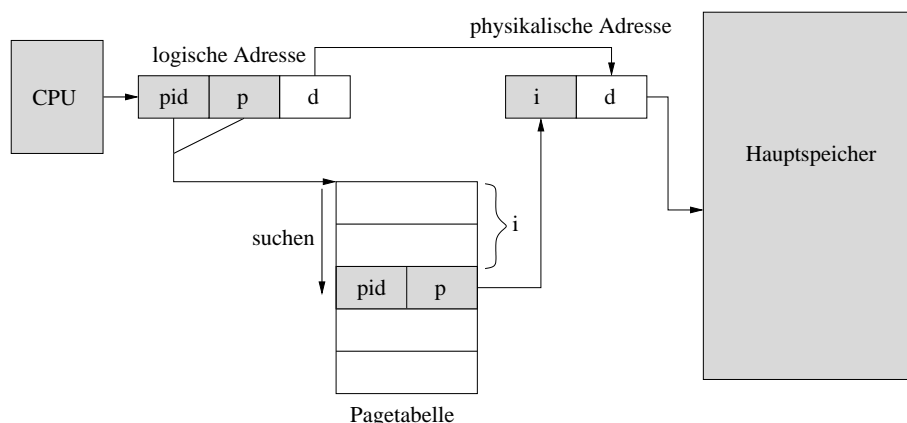 physikalische Adresse
logische Adresse
CPU
pid p d
i d
Hauptspeicher
suchen
i
pid p
Pagetabelle